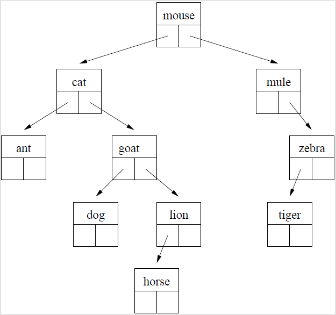 mouse
cat
mule
ant
goat
zebra
dog
lion
tiger
horse